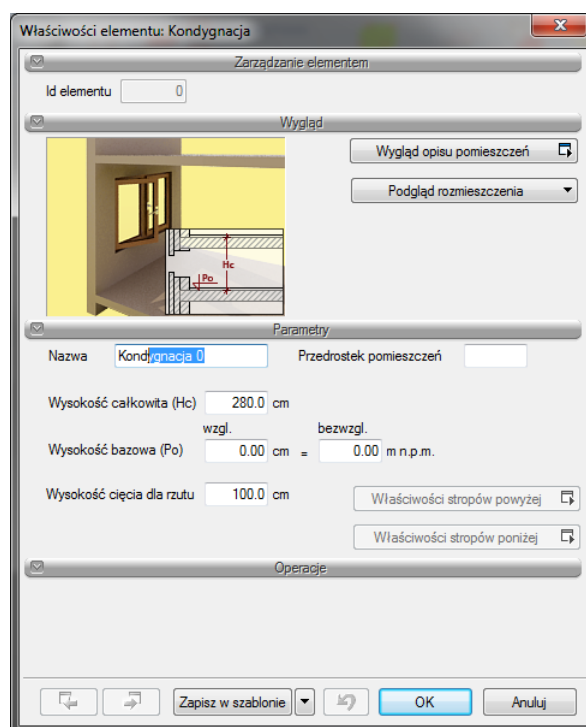 Właściwości elementu: Kondygnacja
Zarządzanie elementem
Id elementu 0
Wygląd
Wygląd opisu pomieszczeń
Podgląd rozmieszczenia
Hc
Po
Parametry
Nazwa Kondygnacja 0 Przedrostek pomieszczeń
Wysokość całkowita (Hc) 280.0 cm
wzgl. bezwzgl.
Wysokość bazowa (Po) 0.00 cm = 0.00 m n.p.m.
Wysokość cięcia dla rzutu 100.0 cm
Właściwości stropów powyżej
Właściwości stropów poniżej
Operacje
Zapisz w szablonie OK Anuluj